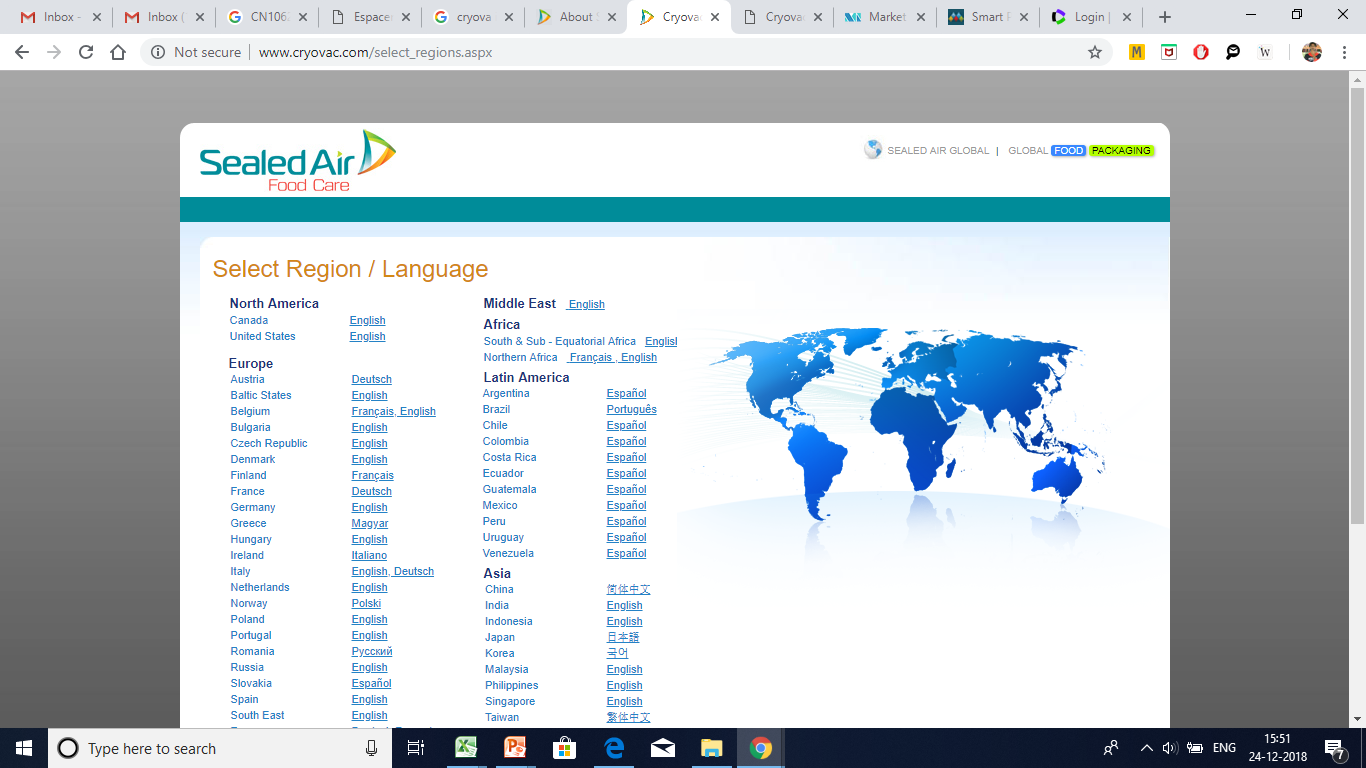 Inbox -
Inbox (
CN106
Espacen
cryova
About S
Cryova
Cryova
Market
Smart F
Login |
Not secure
www.cryovac.com/select_regions.aspx
Sealed Air
Food Care
SEALED AIR GLOBAL | GLOBAL FOOD PACKAGING
Select Region / Language
North America
Canada English
United States English
Europe
Austria Deutsch
Baltic States English
Belgium Français, English
Bulgaria English
Czech Republic English
Denmark English
Finland Français
France Deutsch
Germany English
Greece Magyar
Hungary English
Ireland Italiano
Italy English, Deutsch
Netherlands English
Norway Polski
Poland English
Portugal English
Romania Русский
Russia English
Slovakia Español
Spain English
South East English
Middle East English
Africa
South & Sub - Equatorial Africa Englisl
Northern Africa Français , English
Latin America
Argentina Español
Brazil Português
Chile Español
Colombia Español
Costa Rica Español
Ecuador Español
Guatemala Español
Mexico Español
Peru Español
Uruguay Español
Venezuela Español
Asia
China 简体中文
India English
Indonesia English
Japan 日本語
Korea 국어
Malaysia English
Philippines English
Singapore English
Taiwan 繁体中文
Type here to search
ENG
15:51
24-12-2018
7